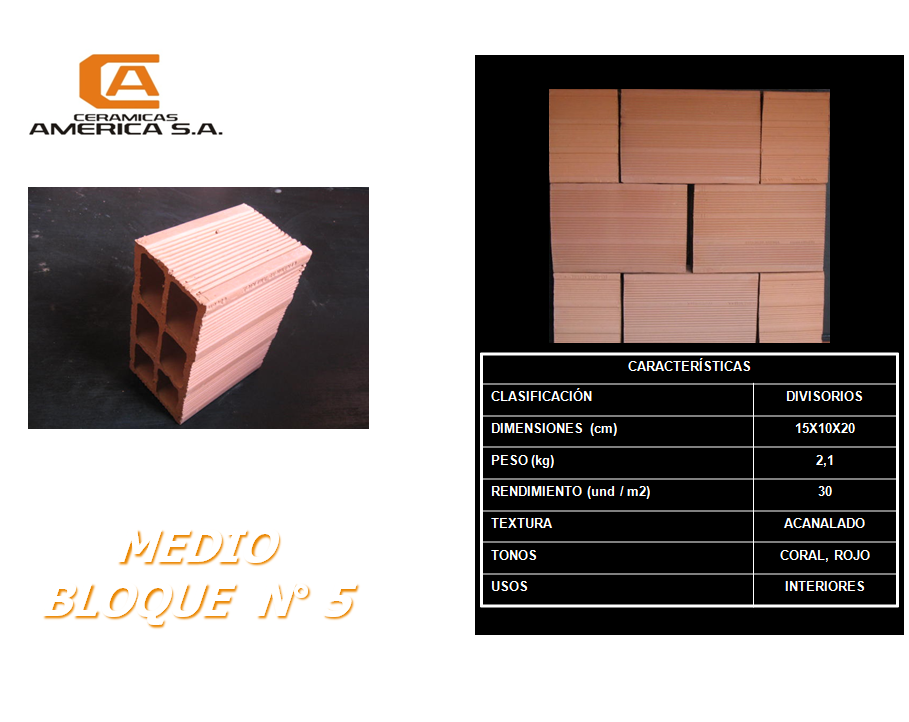 CA
CERAMICAS
AMERICA S.A.
MEDIO
BLOQUE N° 5
CARACTERÍSTICAS
CLASIFICACIÓN DIVISORIOS
DIMENSIONES (cm) 15X10X20
PESO (kg) 2,1
RENDIMIENTO (und / m2) 30
TEXTURA ACANALADO
TONOS CORAL, ROJO
USOS INTERIORES